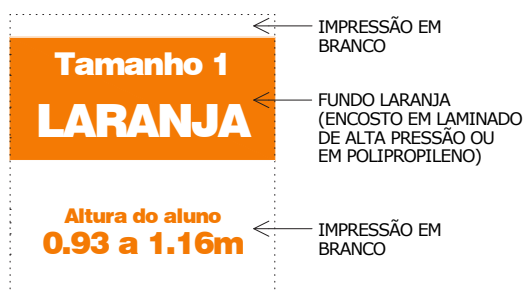 IMPRESSÃO EM
BRANCO
Tamanho 1
LARANJA
FUNDO LARANJA
(ENCOSTO EM LAMINADO
DE ALTA PRESSÃO OU
EM POLIPROPILENO)
Altura do aluno
0.93 a 1.16m
IMPRESSÃO EM
BRANCO